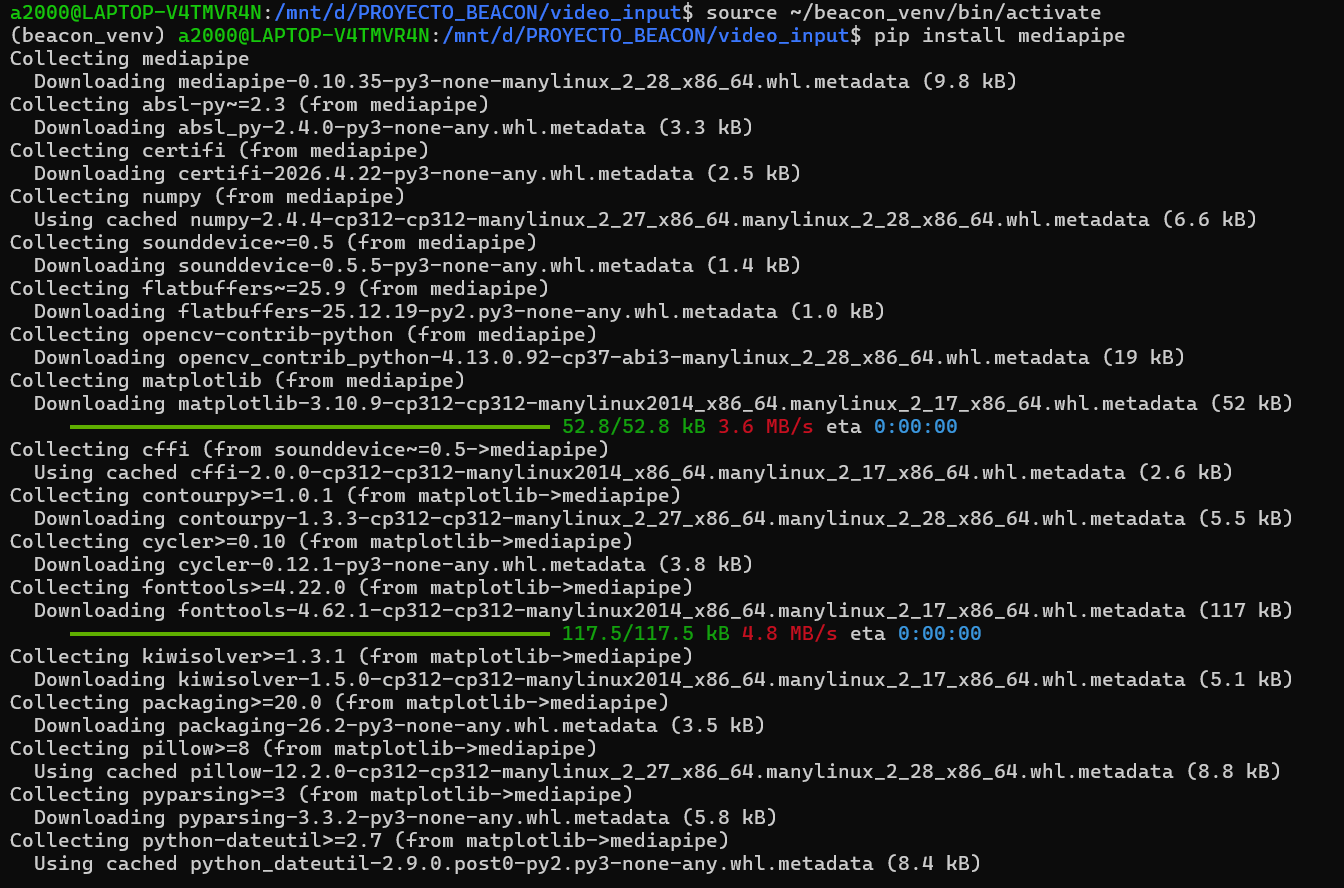 a2000@LAPTOP-V4TMVR4N:/mnt/d/PROYECTO_BEACON/video_input$ source ~/beacon_venv/bin/activate
(beacon_venv) a2000@LAPTOP-V4TMVR4N:/mnt/d/PROYECTO_BEACON/video_input$ pip install mediapipe
Collecting mediapipe
  Downloading mediapipe-0.10.35-py3-none-manylinux_2_28_x86_64.whl.metadata (9.8 kB)
Collecting absl-py~=2.3 (from mediapipe)
  Downloading absl_py-2.4.0-py3-none-any.whl.metadata (3.3 kB)
Collecting certifi (from mediapipe)
  Downloading certifi-2026.4.22-py3-none-any.whl.metadata (2.5 kB)
Collecting numpy (from mediapipe)
  Using cached numpy-2.4.4-cp312-cp312-manylinux_2_27_x86_64.manylinux_2_28_x86_64.whl.metadata (6.6 kB)
Collecting sounddevice~=0.5 (from mediapipe)
  Downloading sounddevice-0.5.5-py3-none-any.whl.metadata (1.4 kB)
Collecting flatbuffers~=25.9 (from mediapipe)
  Downloading flatbuffers-25.12.19-py2.py3-none-any.whl.metadata (1.0 kB)
Collecting opencv-contrib-python (from mediapipe)
  Downloading opencv_contrib_python-4.13.0.92-cp37-abi3-manylinux_2_28_x86_64.whl.metadata (19 kB)
Collecting matplotlib (from mediapipe)
  Downloading matplotlib-3.10.9-cp312-cp312-manylinux2014_x86_64.manylinux_2_17_x86_64.whl.metadata (52 kB)
52.8/52.8 kB 3.6 MB/s eta 0:00:00
Collecting cffi (from sounddevice~=0.5->mediapipe)
  Using cached cffi-2.0.0-cp312-cp312-manylinux2014_x86_64.manylinux_2_17_x86_64.whl.metadata (2.6 kB)
Collecting contourpy>=1.0.1 (from matplotlib->mediapipe)
  Downloading contourpy-1.3.3-cp312-cp312-manylinux_2_27_x86_64.manylinux_2_28_x86_64.whl.metadata (5.5 kB)
Collecting cycler>=0.10 (from matplotlib->mediapipe)
  Downloading cycler-0.12.1-py3-none-any.whl.metadata (3.8 kB)
Collecting fonttools>=4.22.0 (from matplotlib->mediapipe)
  Downloading fonttools-4.62.1-cp312-cp312-manylinux2014_x86_64.manylinux_2_17_x86_64.whl.metadata (117 kB)
117.5/117.5 kB 4.8 MB/s eta 0:00:00
Collecting kiwisolver>=1.3.1 (from matplotlib->mediapipe)
  Downloading kiwisolver-1.5.0-cp312-cp312-manylinux2014_x86_64.manylinux_2_17_x86_64.whl.metadata (5.1 kB)
Collecting packaging>=20.0 (from matplotlib->mediapipe)
  Downloading packaging-26.2-py3-none-any.whl.metadata (3.5 kB)
Collecting pillow>=8 (from matplotlib->mediapipe)
  Using cached pillow-12.2.0-cp312-cp312-manylinux_2_27_x86_64.manylinux_2_28_x86_64.whl.metadata (8.8 kB)
Collecting pyparsing>=3 (from matplotlib->mediapipe)
  Downloading pyparsing-3.3.2-py3-none-any.whl.metadata (5.8 kB)
Collecting python-dateutil>=2.7 (from matplotlib->mediapipe)
  Using cached python_dateutil-2.9.0.post0-py2.py3-none-any.whl.metadata (8.4 kB)